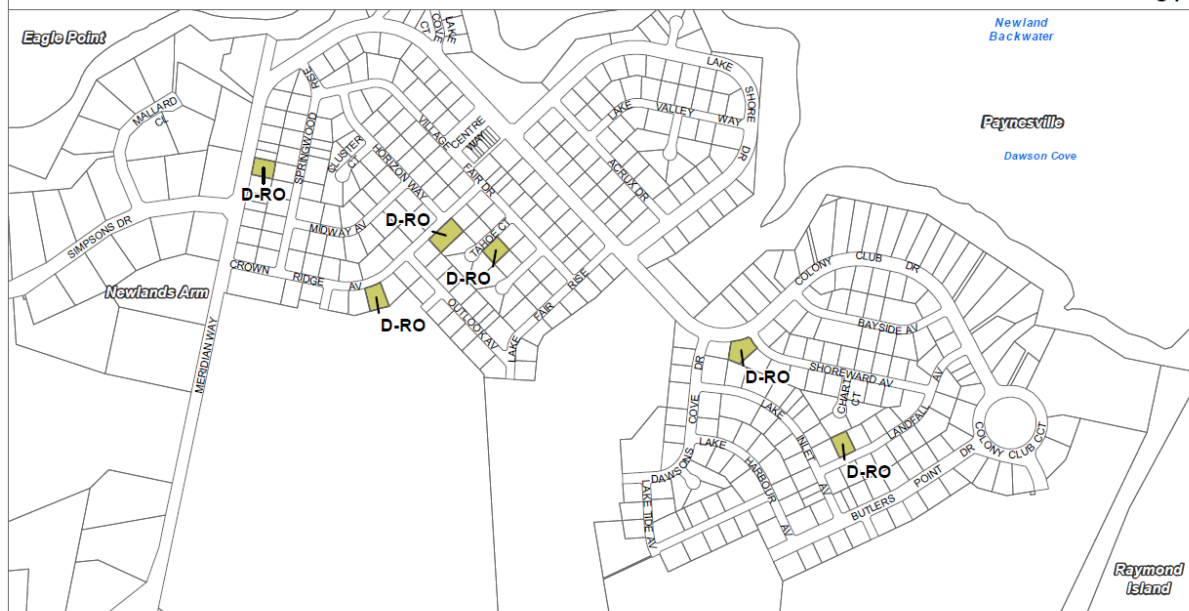 Eagle Point
Newland
Backwater
Paynesville
Dawson Cove
Newlands Arm
Raymond
Island
LAKE
COVE
CT
LAKE
SHORE
DR
LAKE
VALLEY
WAY
ACRUX DR
MALLARD
CL
RISE
SPRINGWOOD
CLUSTER
CT
VILLAGE
CENTRE
WAY
HORIZON WAY
FAIR DR
D-RO
D-RO
TAHOE CT
D-RO
MIDWAY AV
SIMPSONS DR
CROWN
RIDGE
AV
D-RO
OUTLOOK AV
LAKE
FAIR
RISE
MERIDIAN WAY
COLONY
CLUB
DR
BAYSIDE AV
D-RO
SHOREWARD AV
CHART
CT
AV
LANDFALL
D-RO
DR
COVE
DAWSONS
LAKE
INLET
AV
LAKE
HARBOUR
AV
LAKE TIDE AV
BUTLERS
POINT
DR
COLONY
CLUB
CCT